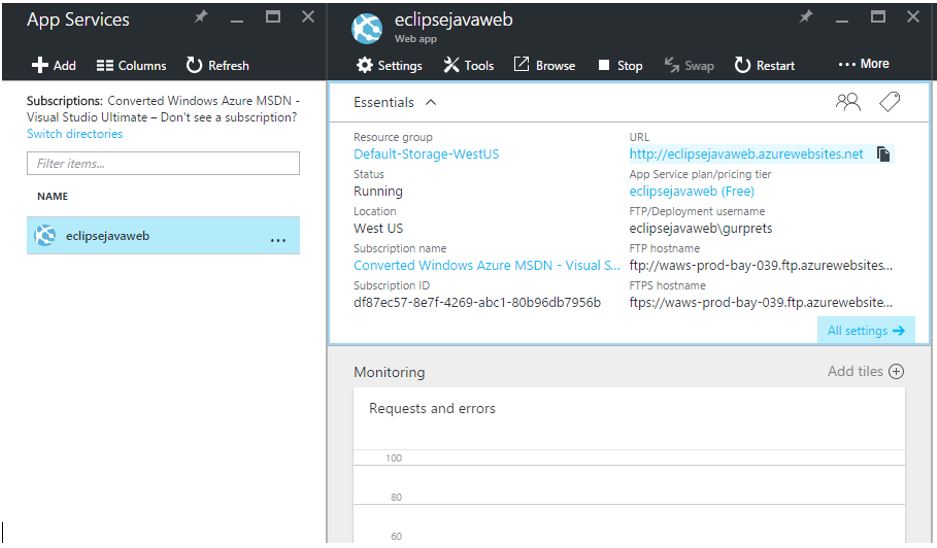 App Services
Add Columns Refresh
Subscriptions: Converted Windows Azure MSDN -
Visual Studio Ultimate – Don't see a subscription?
Switch directories
Filter items...
NAME
eclipsejavaweb ...
eclipsejavaweb
Web app
Settings Tools Browse Stop Swap Restart ... More
Essentials
Resource group
Default-Storage-WestUS
Status
Running
Location
West US
Subscription name
Converted Windows Azure MSDN - Visual S...
Subscription ID
df87ec57-8e7f-4269-abc1-80b96db7956b
URL
http://eclipsejavaweb.azurewebsites.net
App Service plan/pricing tier
eclipsejavaweb (Free)
FTP/Deployment username
eclipsejavaweb\gurprets
FTP hostname
ftp://waws-prod-bay-039.ftp.azurewebsites...
FTPS hostname
ftps://waws-prod-bay-039.ftp.azurewebsite...
All settings
Monitoring
Add tiles
Requests and errors
100
80
60